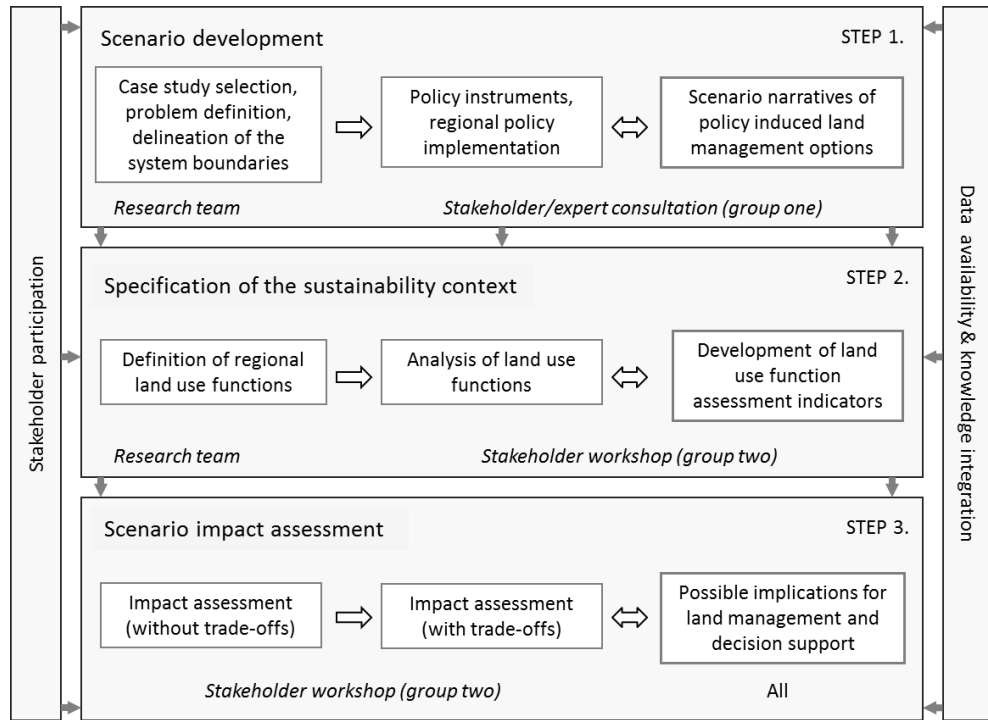 Stakeholder participation
Scenario development
STEP 1.
Case study selection,
problem definition,
delineation of the
system boundaries
Policy instruments,
regional policy
implementation
Scenario narratives of
policy induced land
management options
Research team
Stakeholder/expert consultation (group one)
Specification of the sustainability context
STEP 2.
Definition of regional
land use functions
Analysis of land use
functions
Development of land
use function
assessment indicators
Research team
Stakeholder workshop (group two)
Scenario impact assessment
STEP 3.
Impact assessment
(without trade-offs)
Impact assessment
(with trade-offs)
Possible implications for
land management and
decision support
Stakeholder workshop (group two)
All
Data availability & knowledge integration